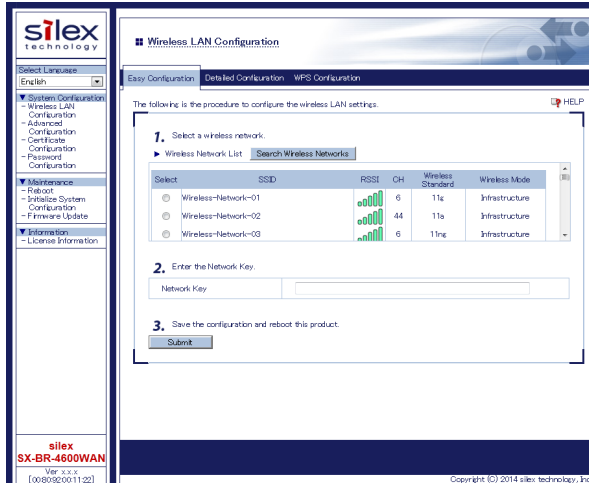 silex
technology
Select Language
English
▼ System Configuration
- Wireless LAN
Configuration
- Advanced
Configuration
- Certificate
Configuration
- Password
Configuration
▼ Maintenance
- Reboot
- Initialize System
Configuration
- Firmware Update
▼ Information
- License Information
silex
SX-BR-4600WAN
Ver x.x.x
[00:80:92:00:11:22]
Wireless LAN Configuration
Easy Configuration Detailed Configuration WPS Configuration
The following is the procedure to configure the wireless LAN settings.
HELP
1. Select a wireless network.
▶ Wireless Network List Search Wireless Networks
Select SSID RSSI CH Wireless Standard Wireless Mode
Wireless-Network-01 6 11g Infrastructure
Wireless-Network-02 44 11a Infrastructure
Wireless-Network-03 6 11ng Infrastructure
2. Enter the Network Key.
Network Key
3. Save the configuration and reboot this product.
Submit
Copyright (C) 2014 silex technology, Inc